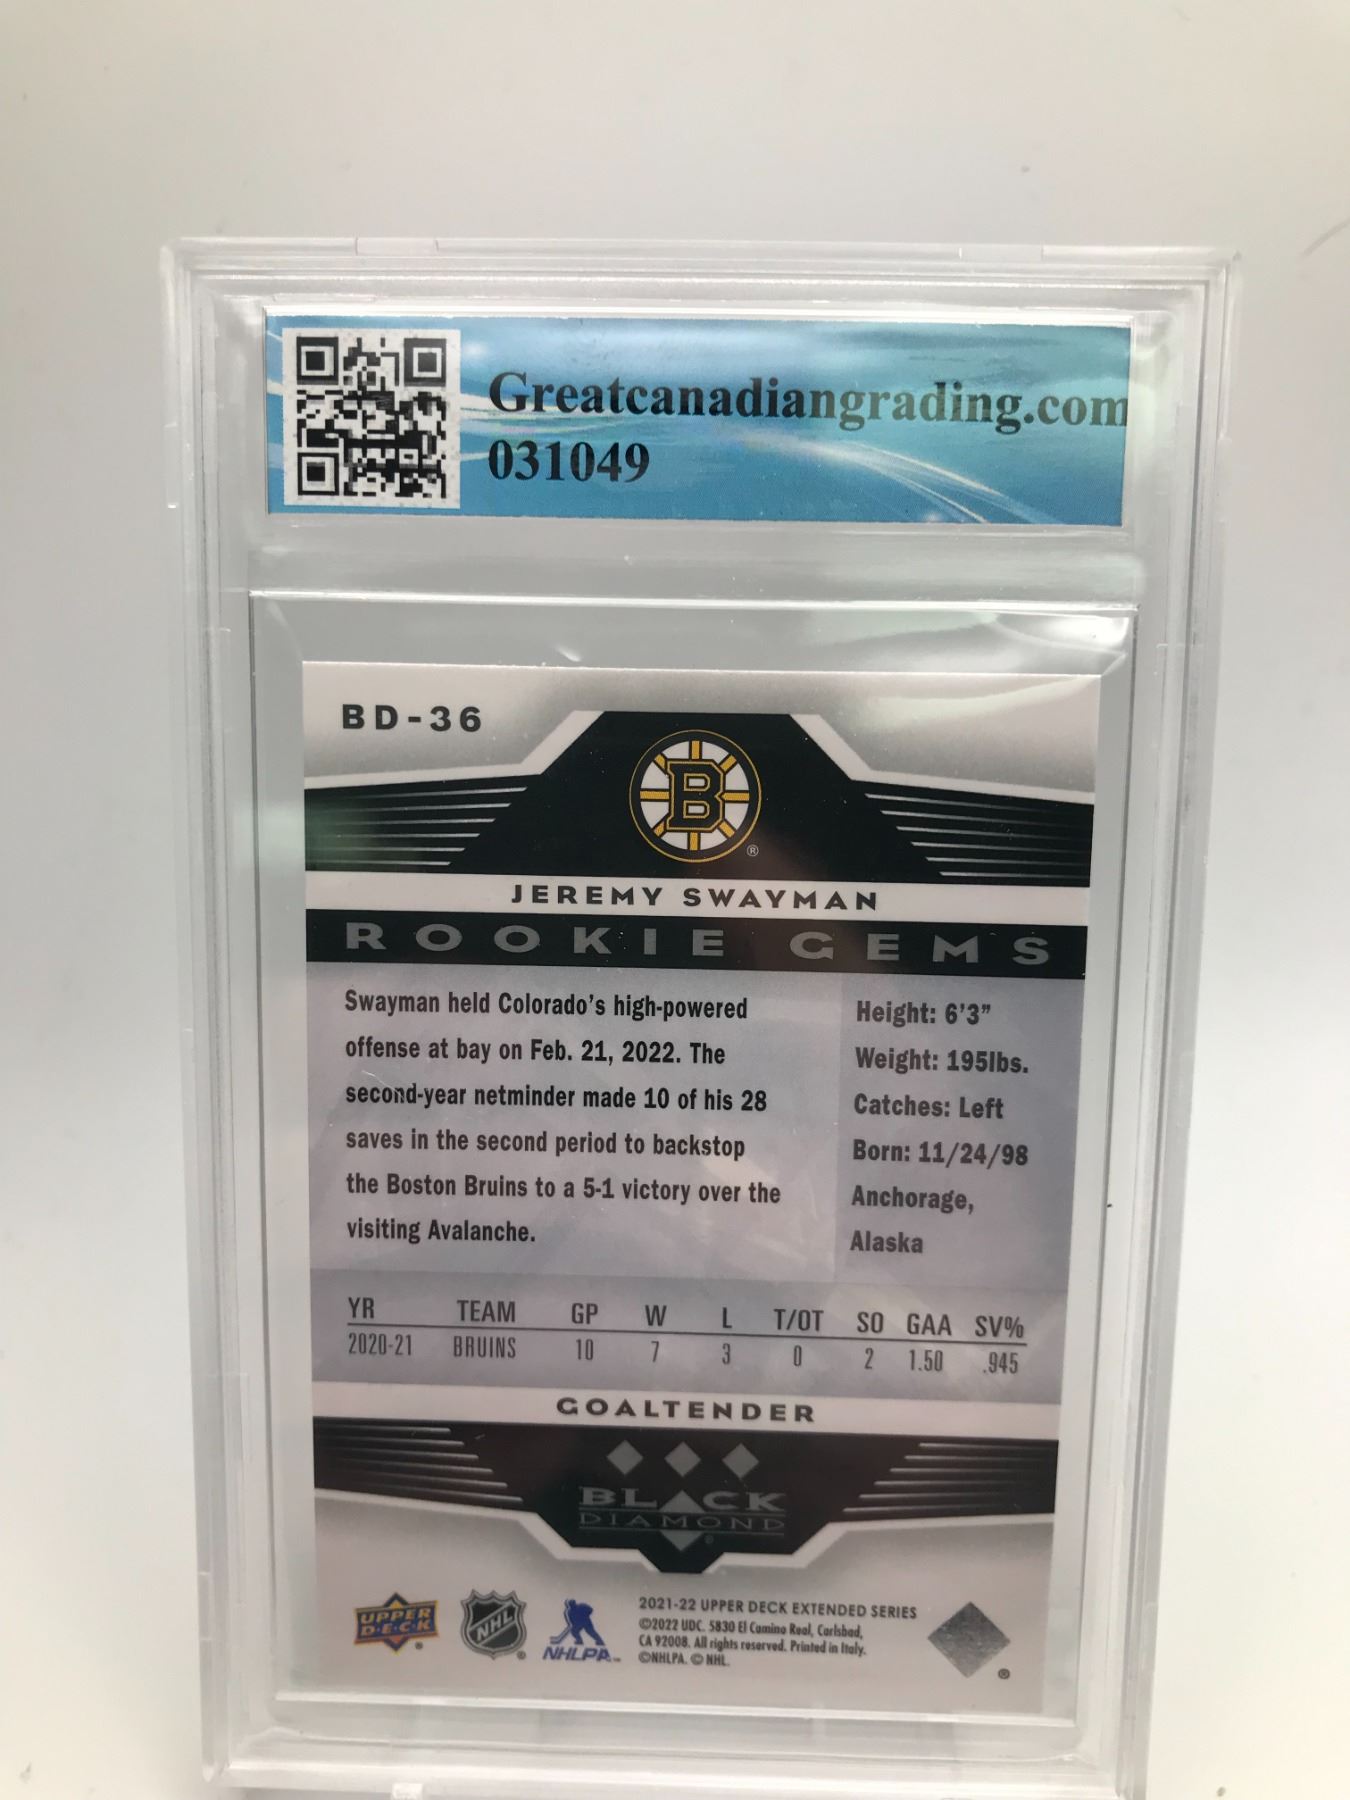 Greatcanadiangrading.com
031049
BD-36
B
®
JEREMY SWAYMAN
ROOKIE GEMS
Swayman held Colorado's high-powered
offense at bay on Feb. 21, 2022. The
second-year netminder made 10 of his 28
saves in the second period to backstop
the Boston Bruins to a 5-1 victory over the
visiting Avalanche.
Height: 6'3”
Weight: 195lbs.
Catches: Left
Born: 11/24/98
Anchorage,
Alaska
YR TEAM GP W L T/OT SO GAA SV%
2020-21 BRUINS 10 7 3 0 2 1.50 .945
GOALTENDER
BLACK
DIAMOND®
UPPER
D·E·C·K®
NHL®
NHLPA™
2021-22 UPPER DECK EXTENDED SERIES
©2022 UDC. 5830 El Camino Real, Carlsbad,
CA 92008. All rights reserved. Printed in Italy.
©NHLPA. © NHL.
®